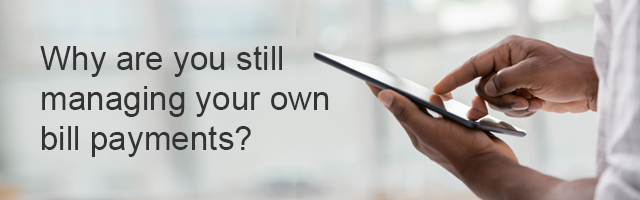 Why are you still
managing your own
bill payments?